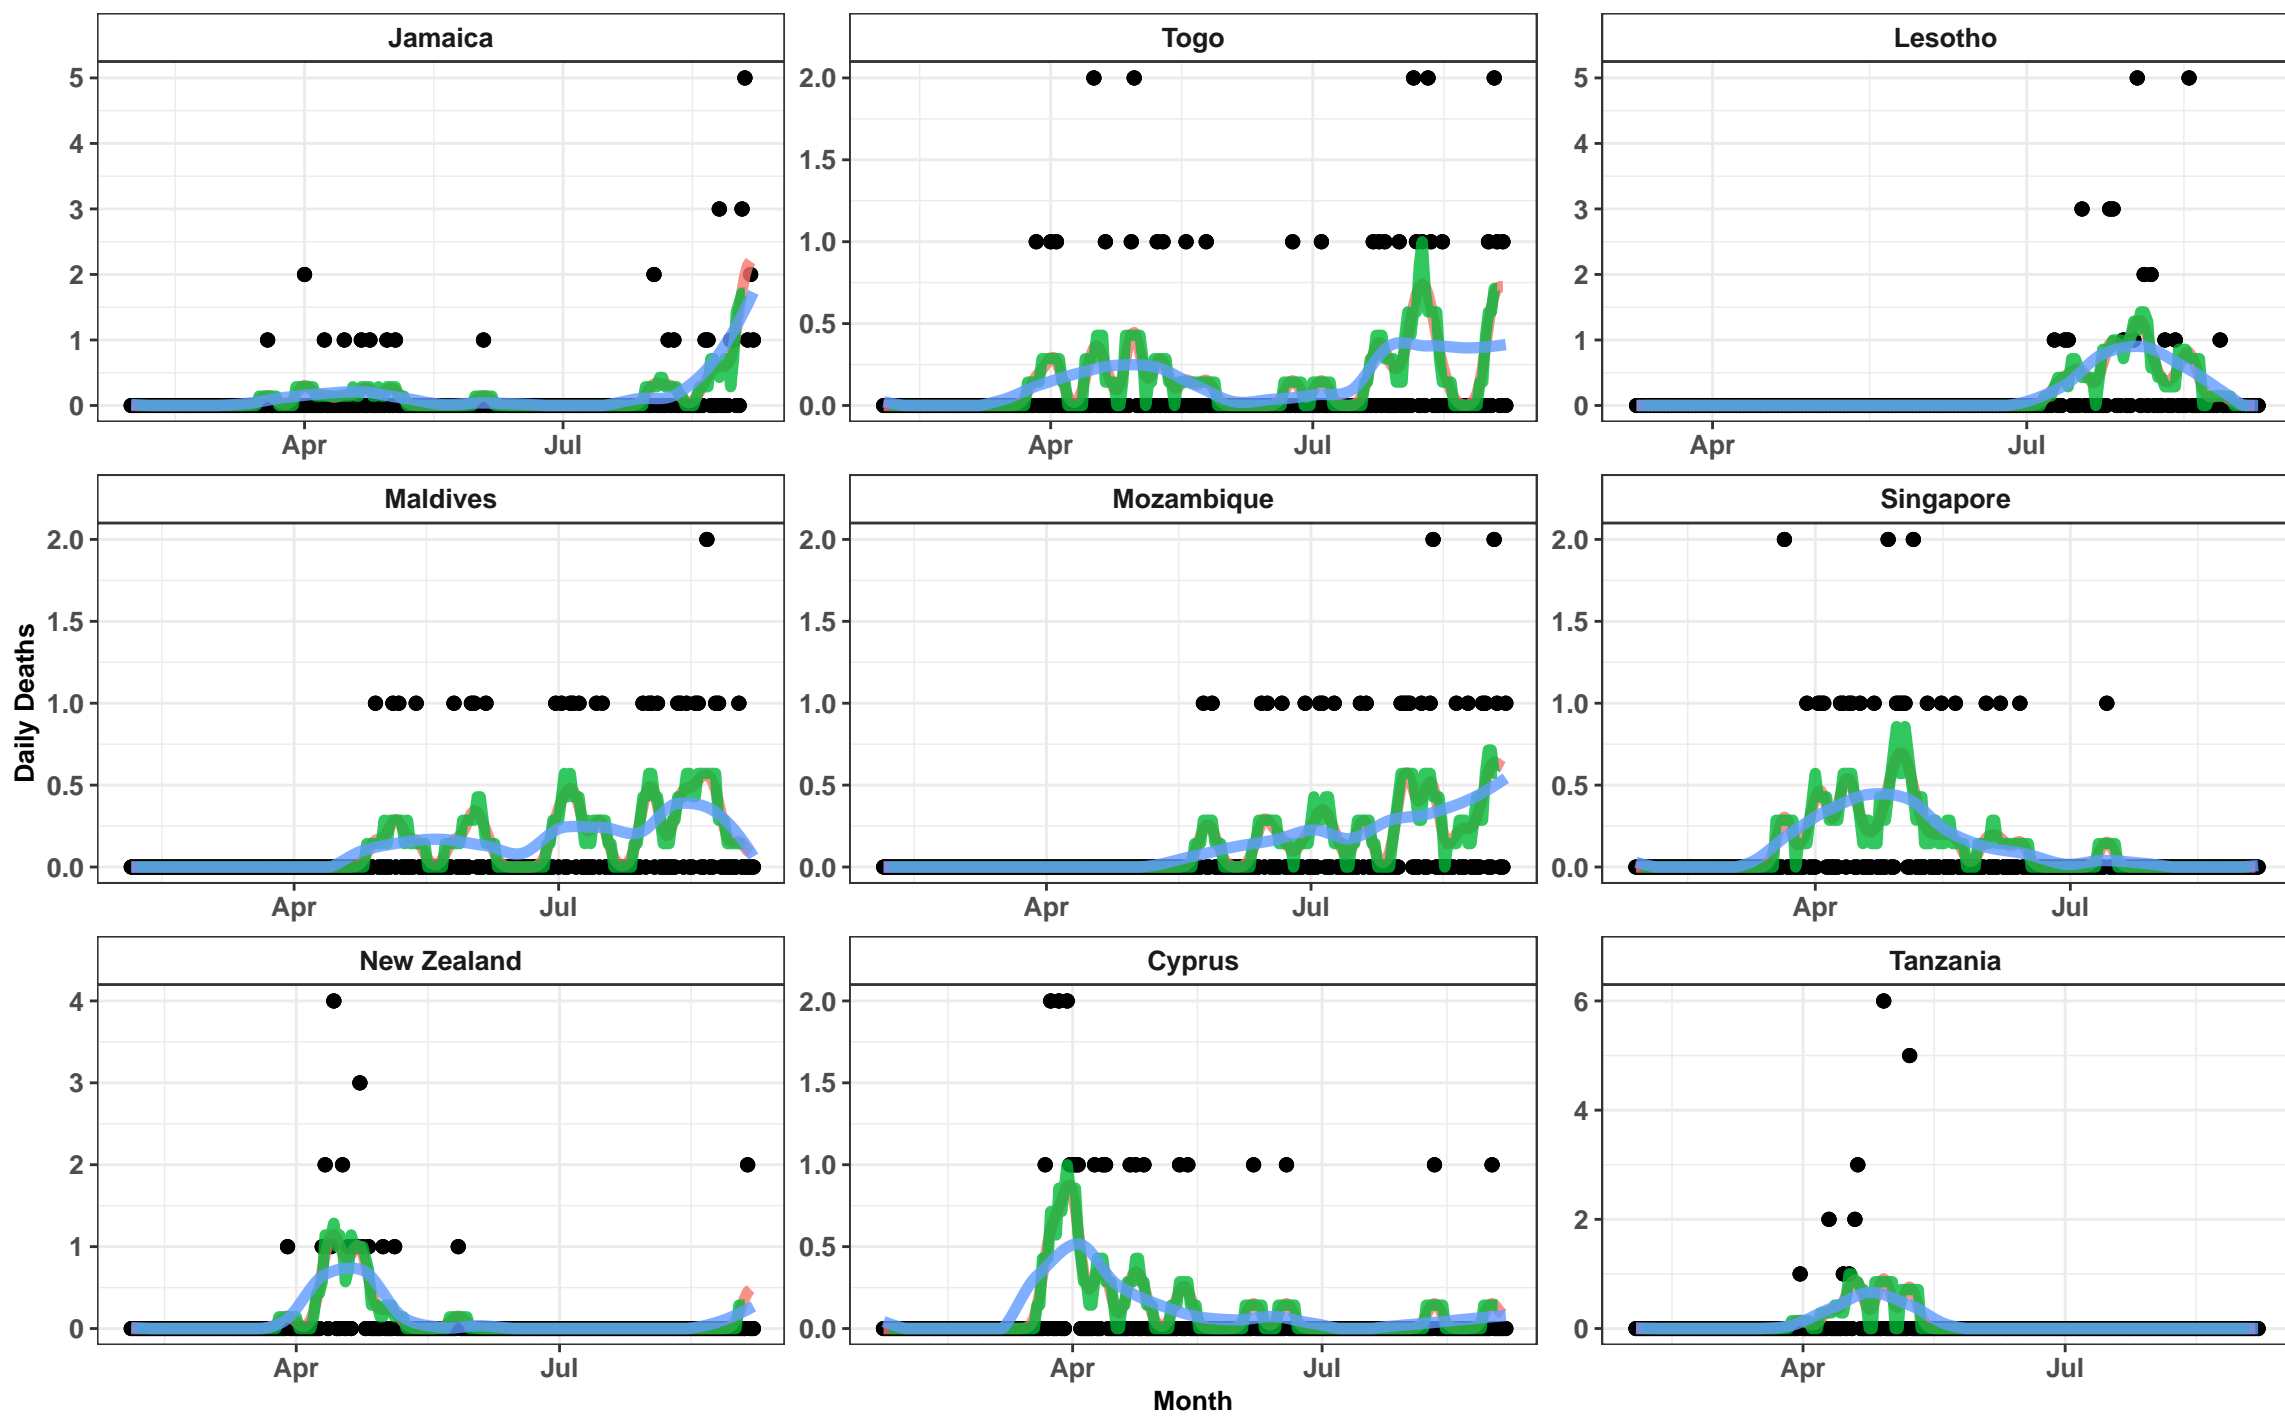 Jamaica Togo Lesotho
5 2.0 5
4 1.5 4
3 1.0 3
2 0.5 2
1 0.0 1
0 0
Apr Jul Apr Jul Apr Jul
Maldives Mozambique Singapore
2.0 2.0 2.0
1.5 1.5 1.5
1.0 1.0 1.0
0.5 0.5 0.5
0.0 0.0 0.0
Apr Jul Apr Jul Apr Jul
New Zealand Cyprus Tanzania
4 2.0 6
3 1.5 4
2 1.0 2
1 0.5 0
0 0.0
Apr Jul Apr Jul Apr Jul
Daily Deaths
Month